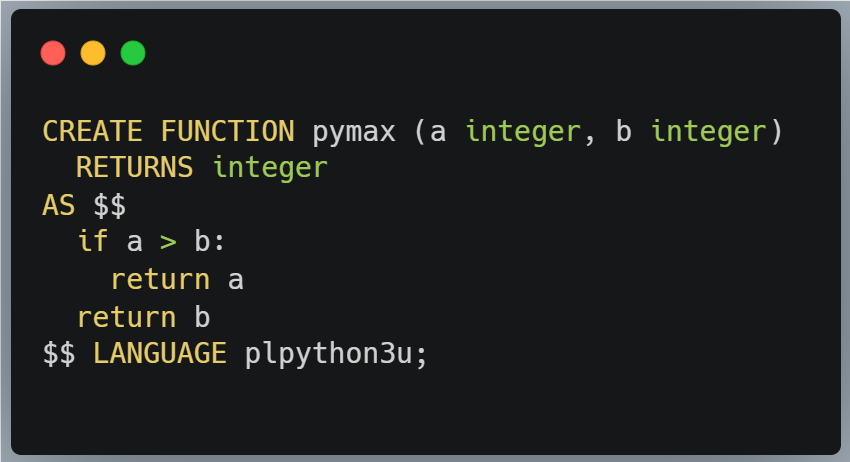 CREATE FUNCTION pymax (a integer, b integer)
  RETURNS integer
AS $$
  if a > b:
    return a
  return b
$$ LANGUAGE plpython3u;